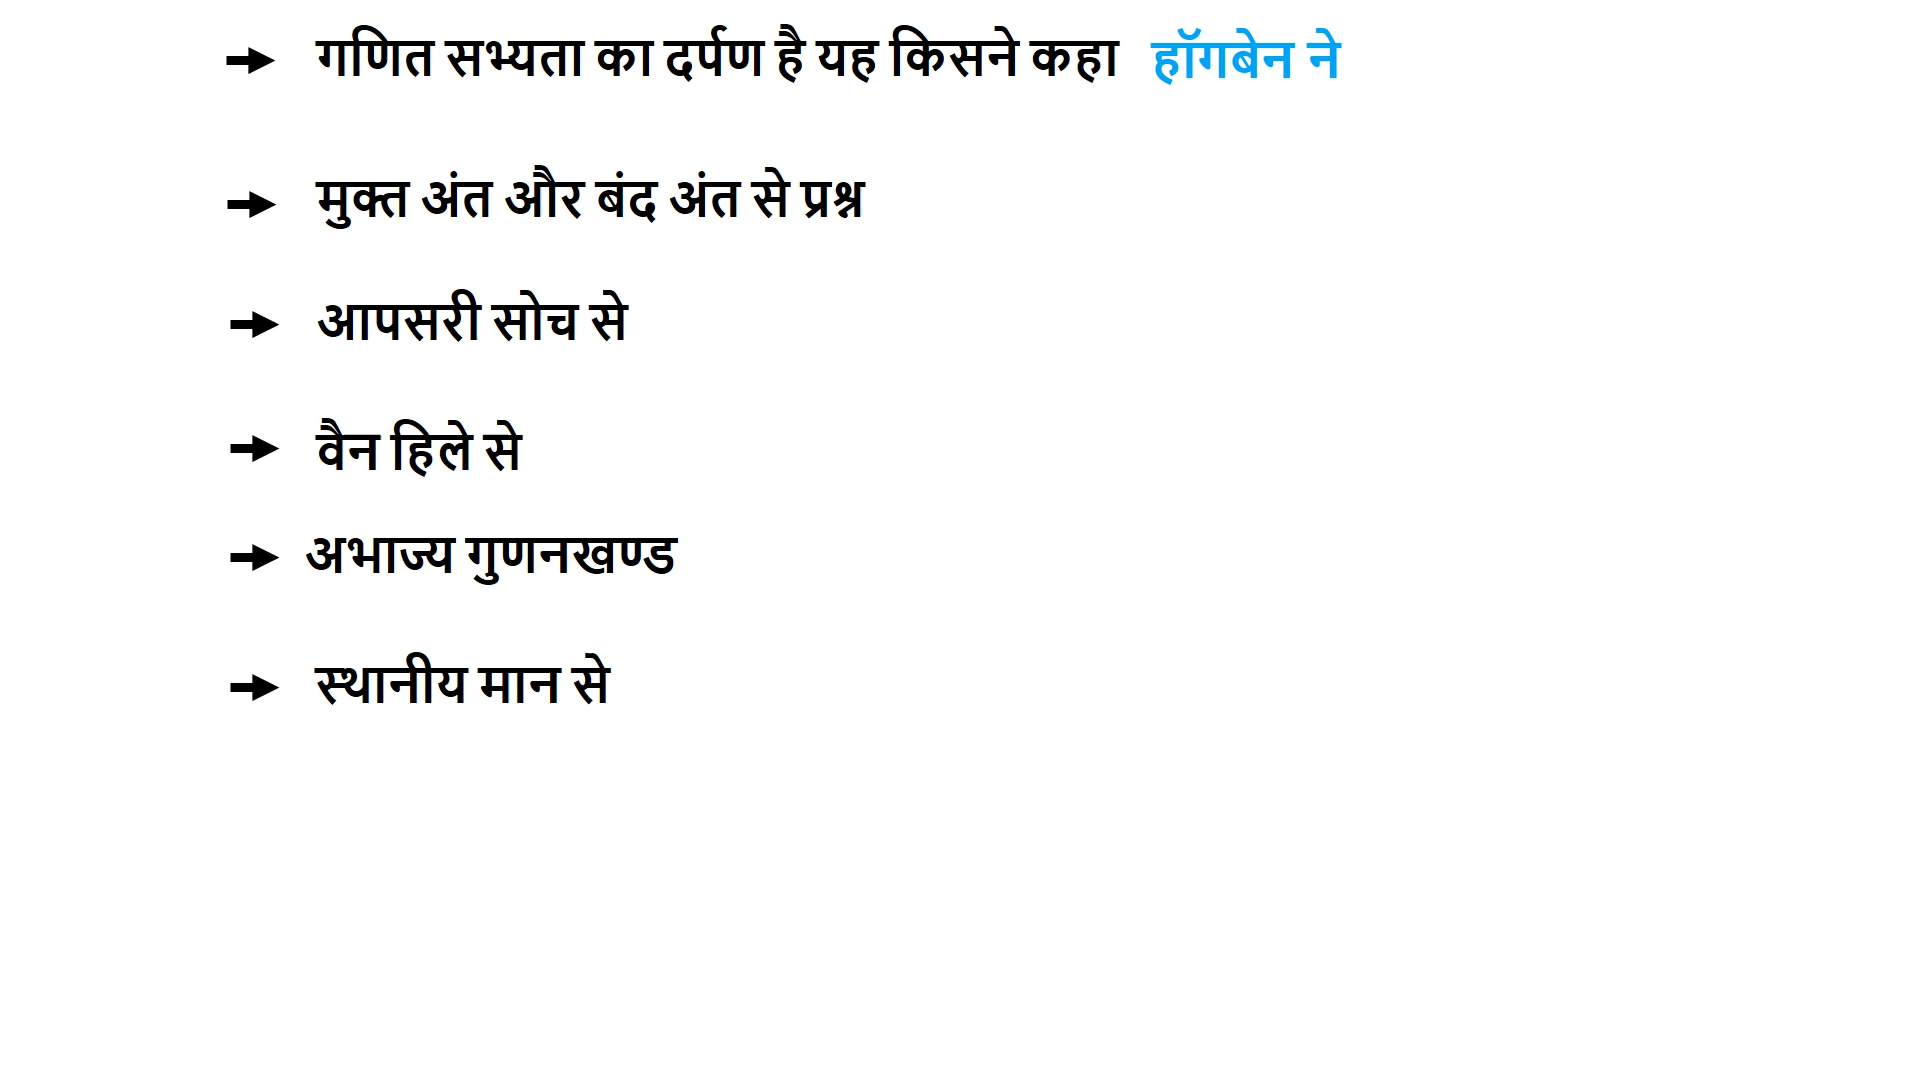 गणित सभ्यता का दर्पण है यह किसने कहा हॉगबेन ने
मुक्त अंत और बंद अंत से प्रश्न
आपसरी सोच से
वैन हिले से
अभाज्य गुणनखण्ड
स्थानीय मान से